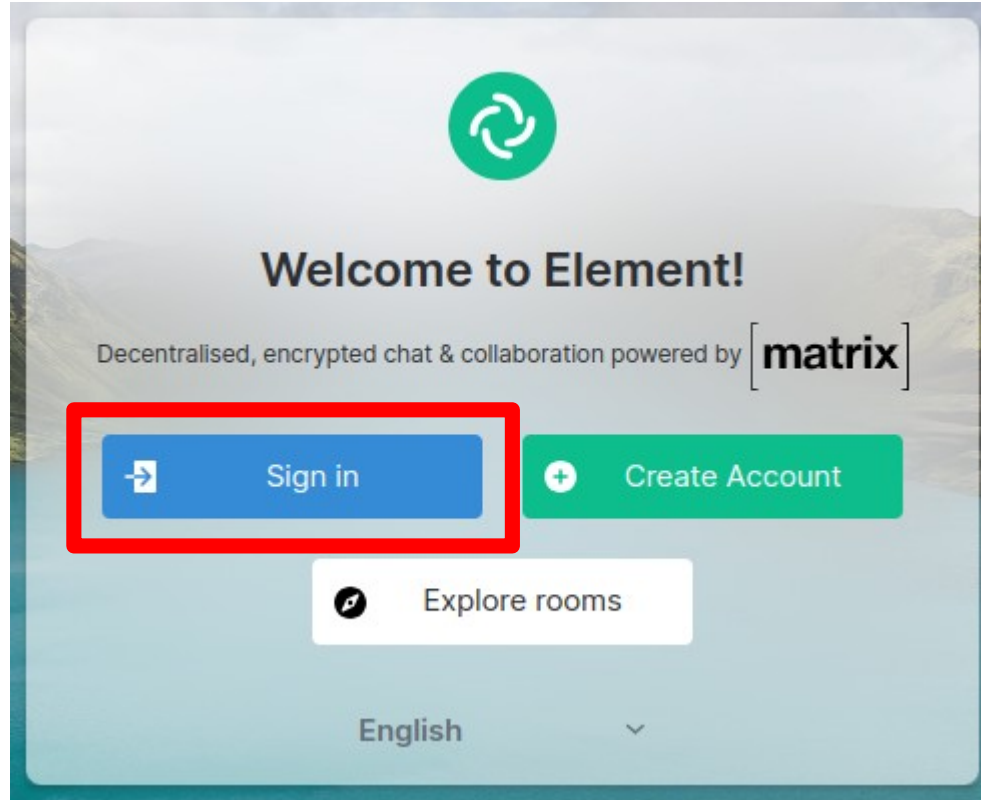 Welcome to Element!
Decentralised, encrypted chat & collaboration powered by [matrix]
Sign in
Create Account
Explore rooms
English